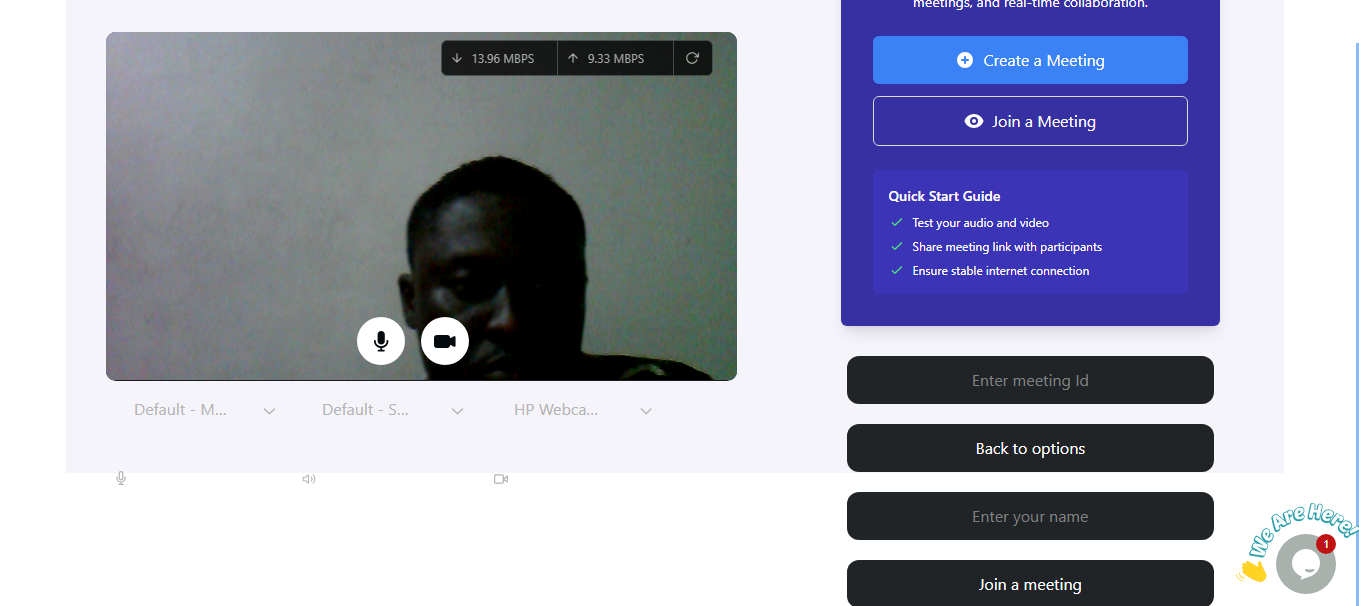 meetings, and real-time collaboration.
13.96 MBPS
9.33 MBPS
Create a Meeting
Join a Meeting
Quick Start Guide
Test your audio and video
Share meeting link with participants
Ensure stable internet connection
Default - M...
Default - S...
HP Webca...
Enter meeting Id
Back to options
Enter your name
Join a meeting
We Are Here!
1